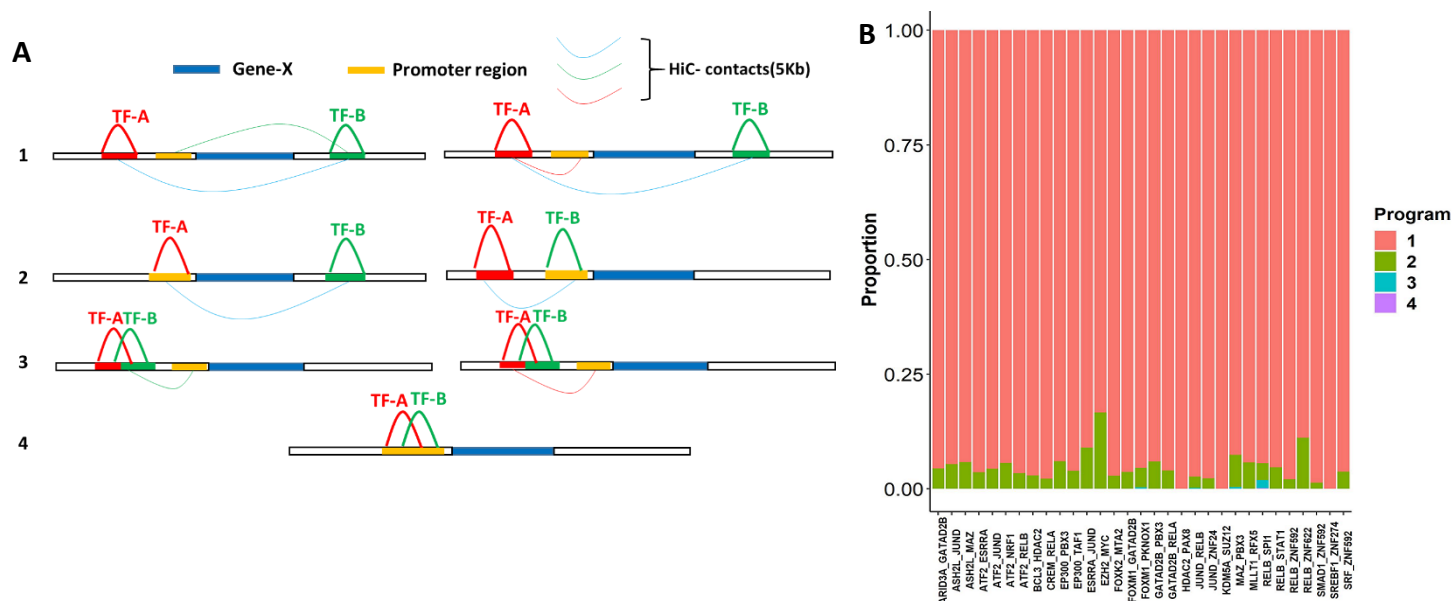 A
Gene-X
Promoter region
HiC- contacts(5Kb)
1
TF-A
TF-B
TF-A
TF-B
2
TF-A
TF-B
TF-A
TF-B
3
TF-A
TF-B
TF-A
TF-B
4
TF-A
TF-B
B
Proportion
1.00
0.75
0.50
0.25
0.00
ARID3A_GATAD2B
ASH2L_JUND
ASH2L_MAZ
ATF2_ESRRA
ATF2_JUND
ATF2_NRF1
ATF2_RELB
BCL3_HDAC2
CREM_RELA
EP300_PBX3
EP300_TAF1
ESRRA_JUND
EZH2_MYC
FOXK2_MTA2
FOXM1_GATAD2B
FOXM1_PKNOX1
GATAD2B_PBX3
GATAD2B_RELA
HDAC2_PAX8
JUND_RELB
JUND_ZNF24
KDM5A_SUZ12
MAZ_PBX3
MLLT1_RFX5
RELB_SPI1
RELB_STAT1
RELB_ZNF592
RELB_ZNF622
SMAD1_ZNF592
SREBF1_ZNF274
SRF_ZNF592
Program
1
2
3
4